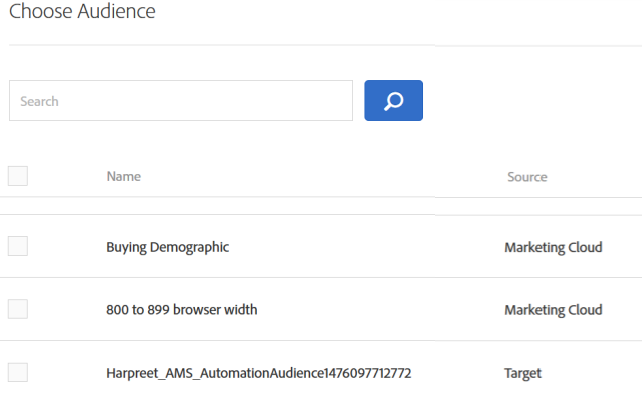 Choose Audience
Search
Name Source
Buying Demographic Marketing Cloud
800 to 899 browser width Marketing Cloud
Harpreet_AMS_AutomationAudience1476097712772 Target